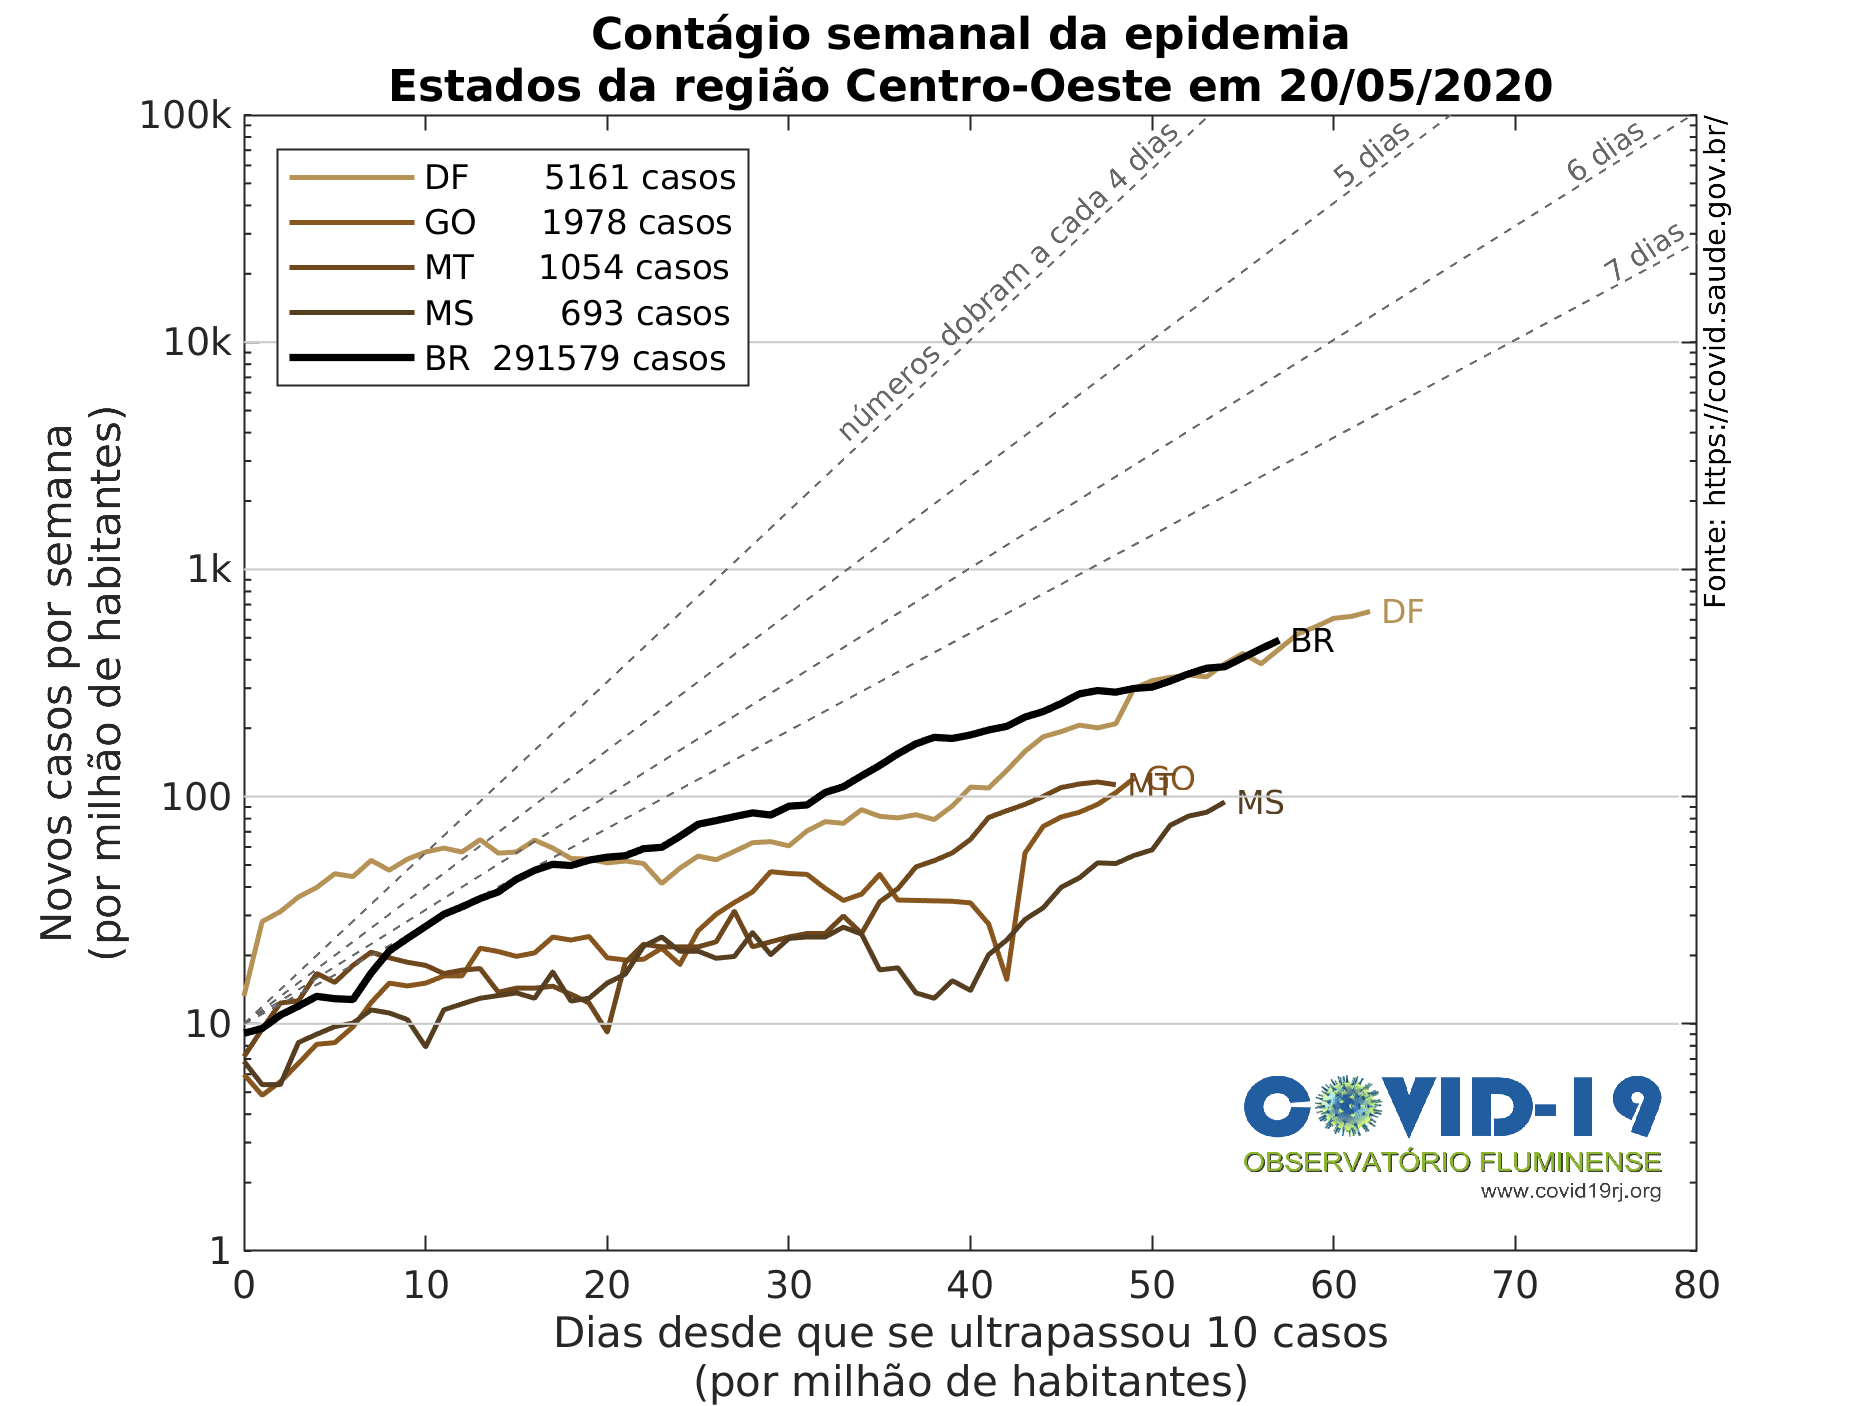 Contágio semanal da epidemia
Estados da região Centro-Oeste em 20/05/2020
100k
10k
1k
100
10
1
Novos casos por semana
(por milhão de habitantes)
DF 5161 casos
GO 1978 casos
MT 1054 casos
MS 693 casos
BR 291579 casos
números dobram a cada 4 dias
5 dias
6 dias
7 dias
Fonte: https://covid.saude.gov.br/
DF
BR
MT
GO
MS
COVID-19
OBSERVATÓRIO FLUMINENSE
www.covid19rj.org
0 10 20 30 40 50 60 70 80
Dias desde que se ultrapassou 10 casos
(por milhão de habitantes)